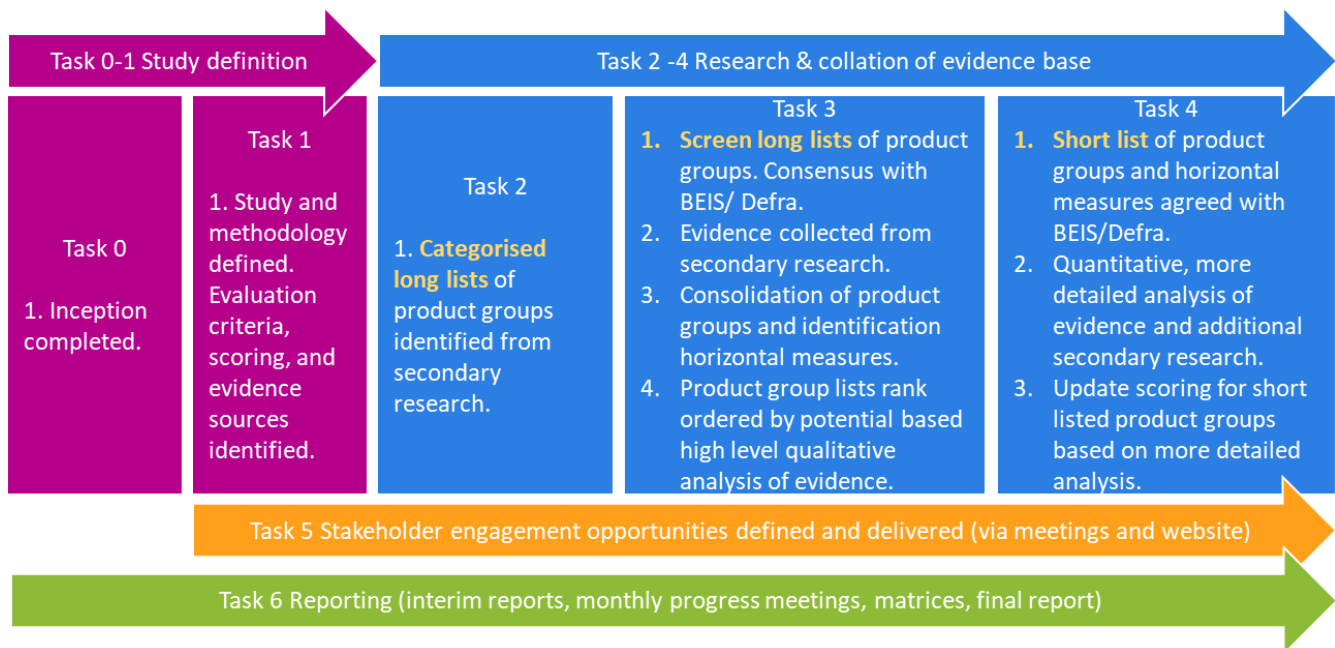 Task 0-1 Study definition
Task 2 -4 Research & collation of evidence base
Task 0
1. Inception
completed.
Task 1
1. Study and
methodology
defined.
Evaluation
criteria,
scoring, and
evidence
sources
identified.
Task 2
1. Categorised
long lists of
product groups
identified from
secondary
research.
Task 3
1. Screen long lists of product
groups. Consensus with
BEIS/ Defra.
2. Evidence collected from
secondary research.
3. Consolidation of product
groups and identification
horizontal measures.
4. Product group lists rank
ordered by potential based
high level qualitative
analysis of evidence.
Task 4
1. Short list of product
groups and horizontal
measures agreed with
BEIS/Defra.
2. Quantitative, more
detailed analysis of
evidence and additional
secondary research.
3. Update scoring for short
listed product groups
based on more detailed
analysis.
Task 5 Stakeholder engagement opportunities defined and delivered (via meetings and website)
Task 6 Reporting (interim reports, monthly progress meetings, matrices, final report)